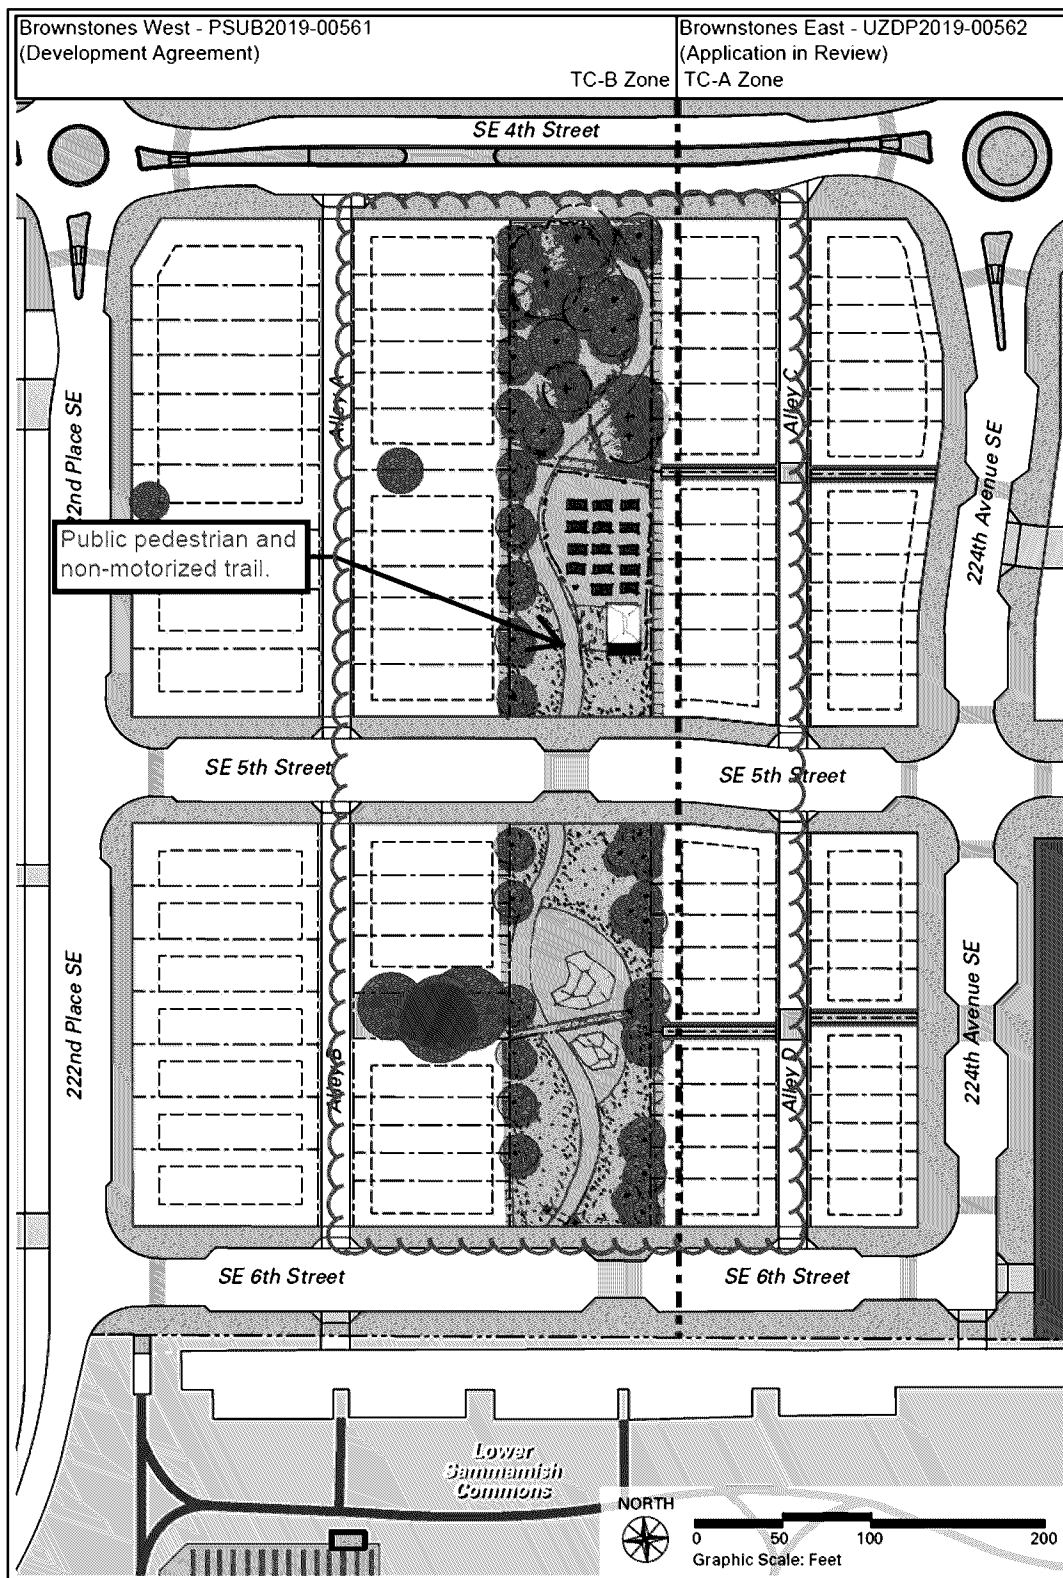 Brownstones West - PSUB2019-00561
(Development Agreement)
TC-B Zone
Brownstones East - UZDP2019-00562
(Application in Review)
TC-A Zone
SE 4th Street
Alley A
Alley C
22nd Place SE
224th Avenue SE
Public pedestrian and
non-motorized trail.
SE 5th Street
SE 5th Street
222nd Place SE
Alley B
Alley D
224th Avenue SE
SE 6th Street
SE 6th Street
Lower
Sammamish
Commons
NORTH
0 50 100 200
Graphic Scale: Feet